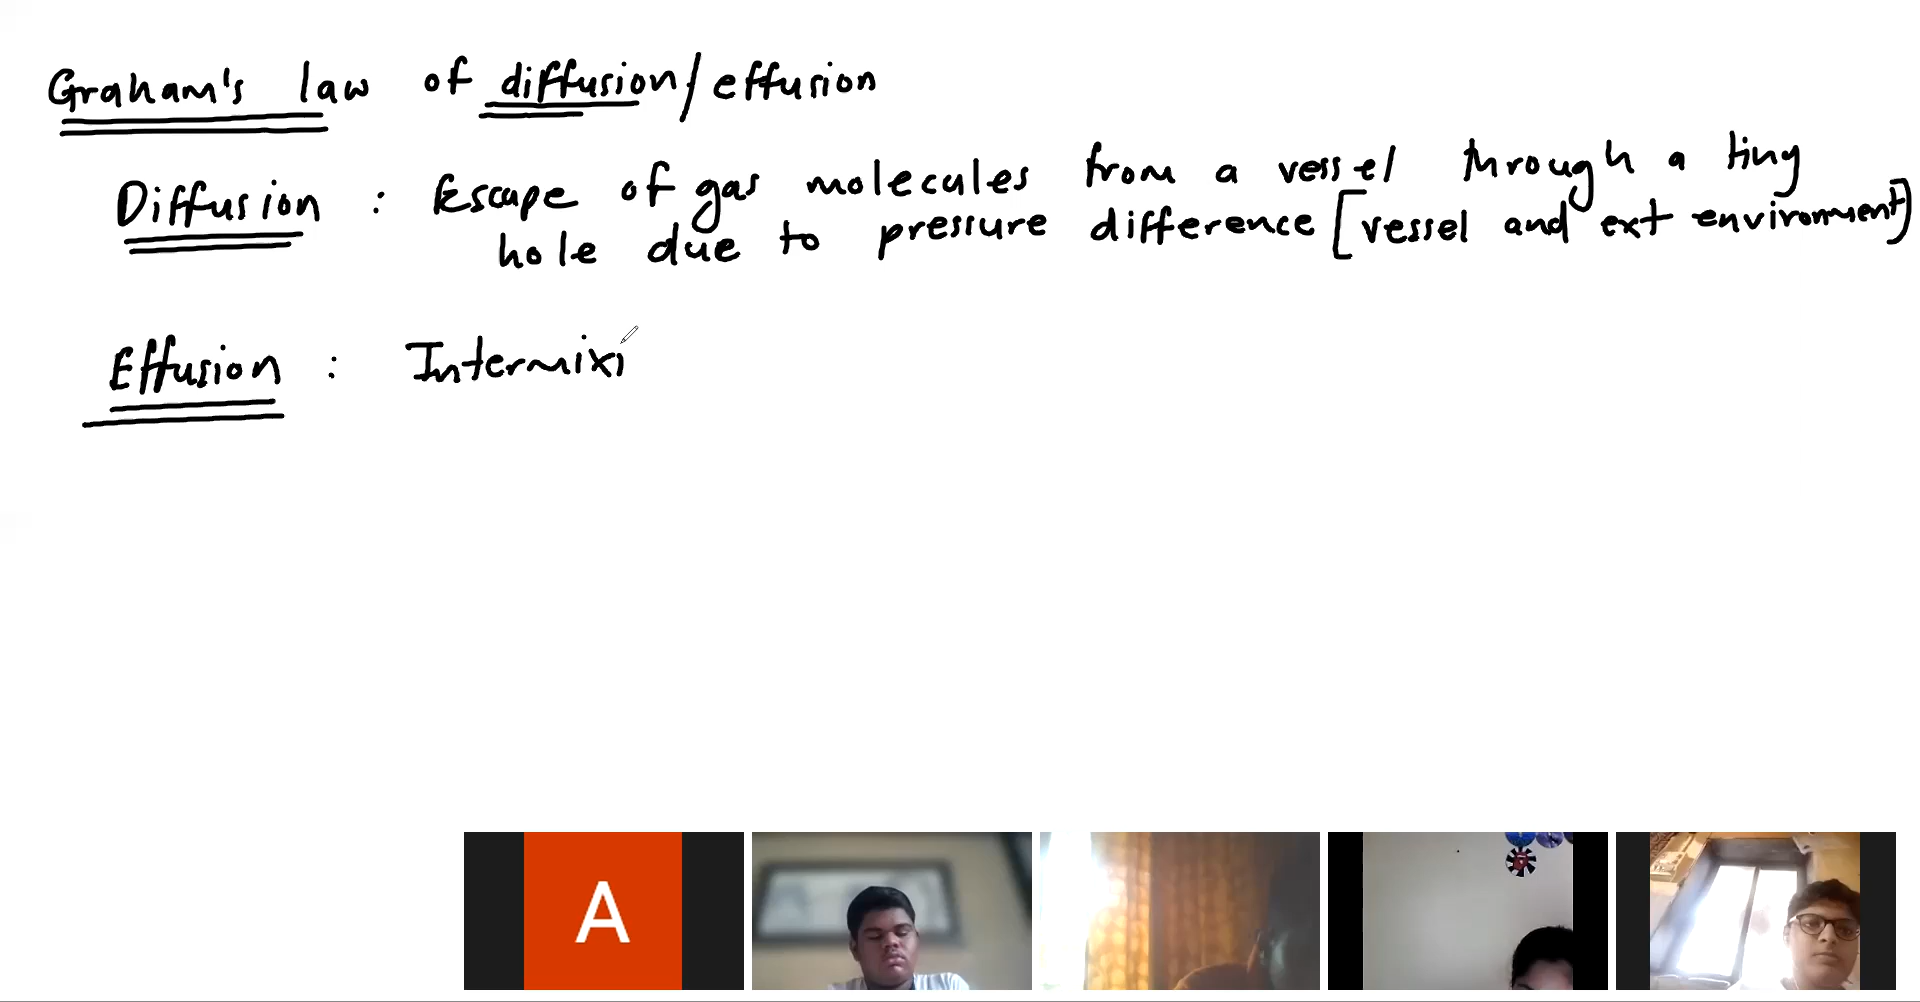 Graham's law of diffusion/effusion
Diffusion : Escape of gas molecules from a vessel through a tiny
hole due to pressure difference [vessel and ext environment]
Effusion : Intermixi
A